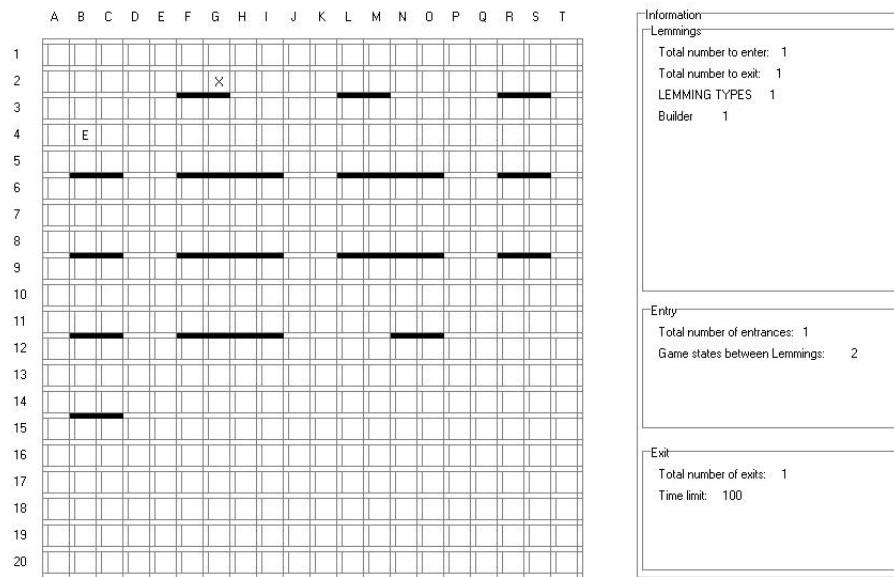 A B C D E F G H I J K L M N O P Q R S T
1
2 X
3
4 E
5
6
7
8
9
10
11
12
13
14
15
16
17
18
19
20
Information
Lemmings
Total number to enter: 1
Total number to exit: 1
LEMMING TYPES 1
Builder 1
Entry
Total number of entrances: 1
Game states between Lemmings: 2
Exit
Total number of exits: 1
Time limit: 100